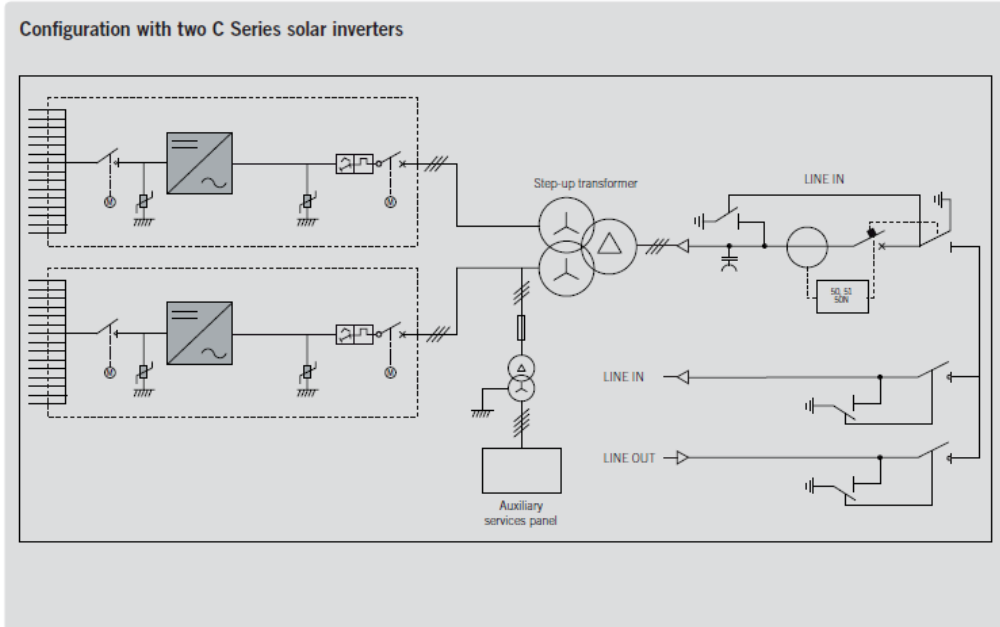 Configuration with two C Series solar inverters
Step-up transformer
LINE IN
50, 51
50N
M
M
LINE IN
M
M
LINE OUT
Auxiliary
services panel